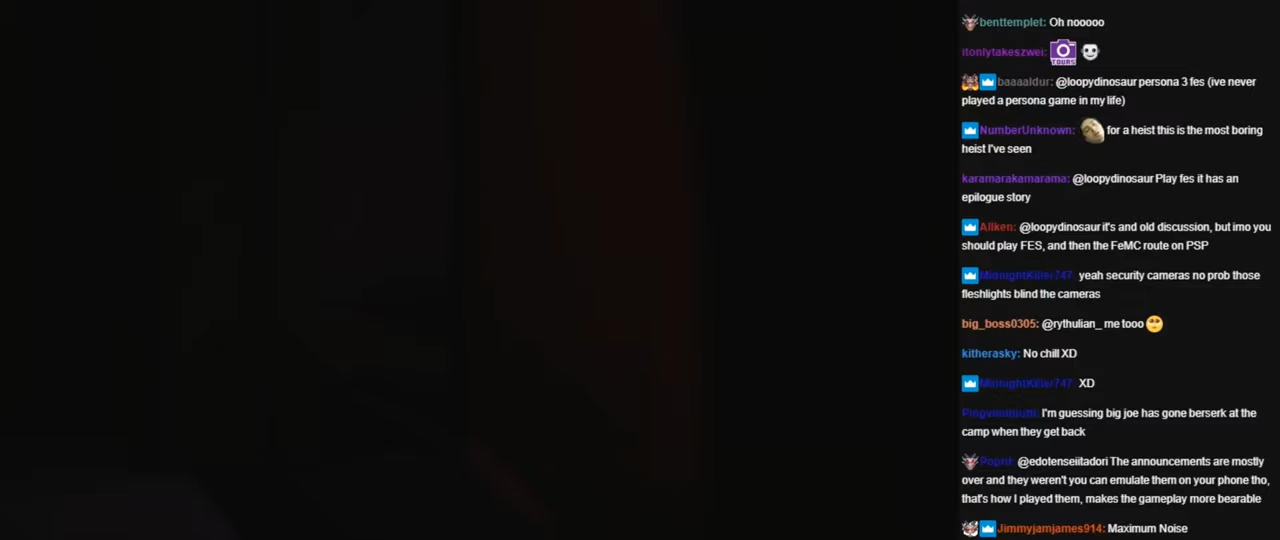 benttemplet: Oh nooooo
itonlytakeszwei: TOURS
baaaaldur: @loopydinosaur persona 3 fes (ive never
played a persona game in my life)
NumberUnknown: for a heist this is the most boring
heist I've seen
karamarakamarama: @loopydinosaur Play fes it has an
epilogue story
Allken: @loopydinosaur it's and old discussion, but imo you
should play FES, and then the FeMC route on PSP
MidnightKiller747: yeah security cameras no prob those
fleshlights blind the cameras
big_boss0305: @rythulian_ me tooo
kitherasky: No chill XD
MidnightKiller747: XD
I'm guessing big joe has gone berserk at the
camp when they get back
@edotenseiitadori The announcements are mostly
over and they weren't you can emulate them on your phone tho,
that's how I played them, makes the gameplay more bearable
Jimmyjamjames914: Maximum Noise